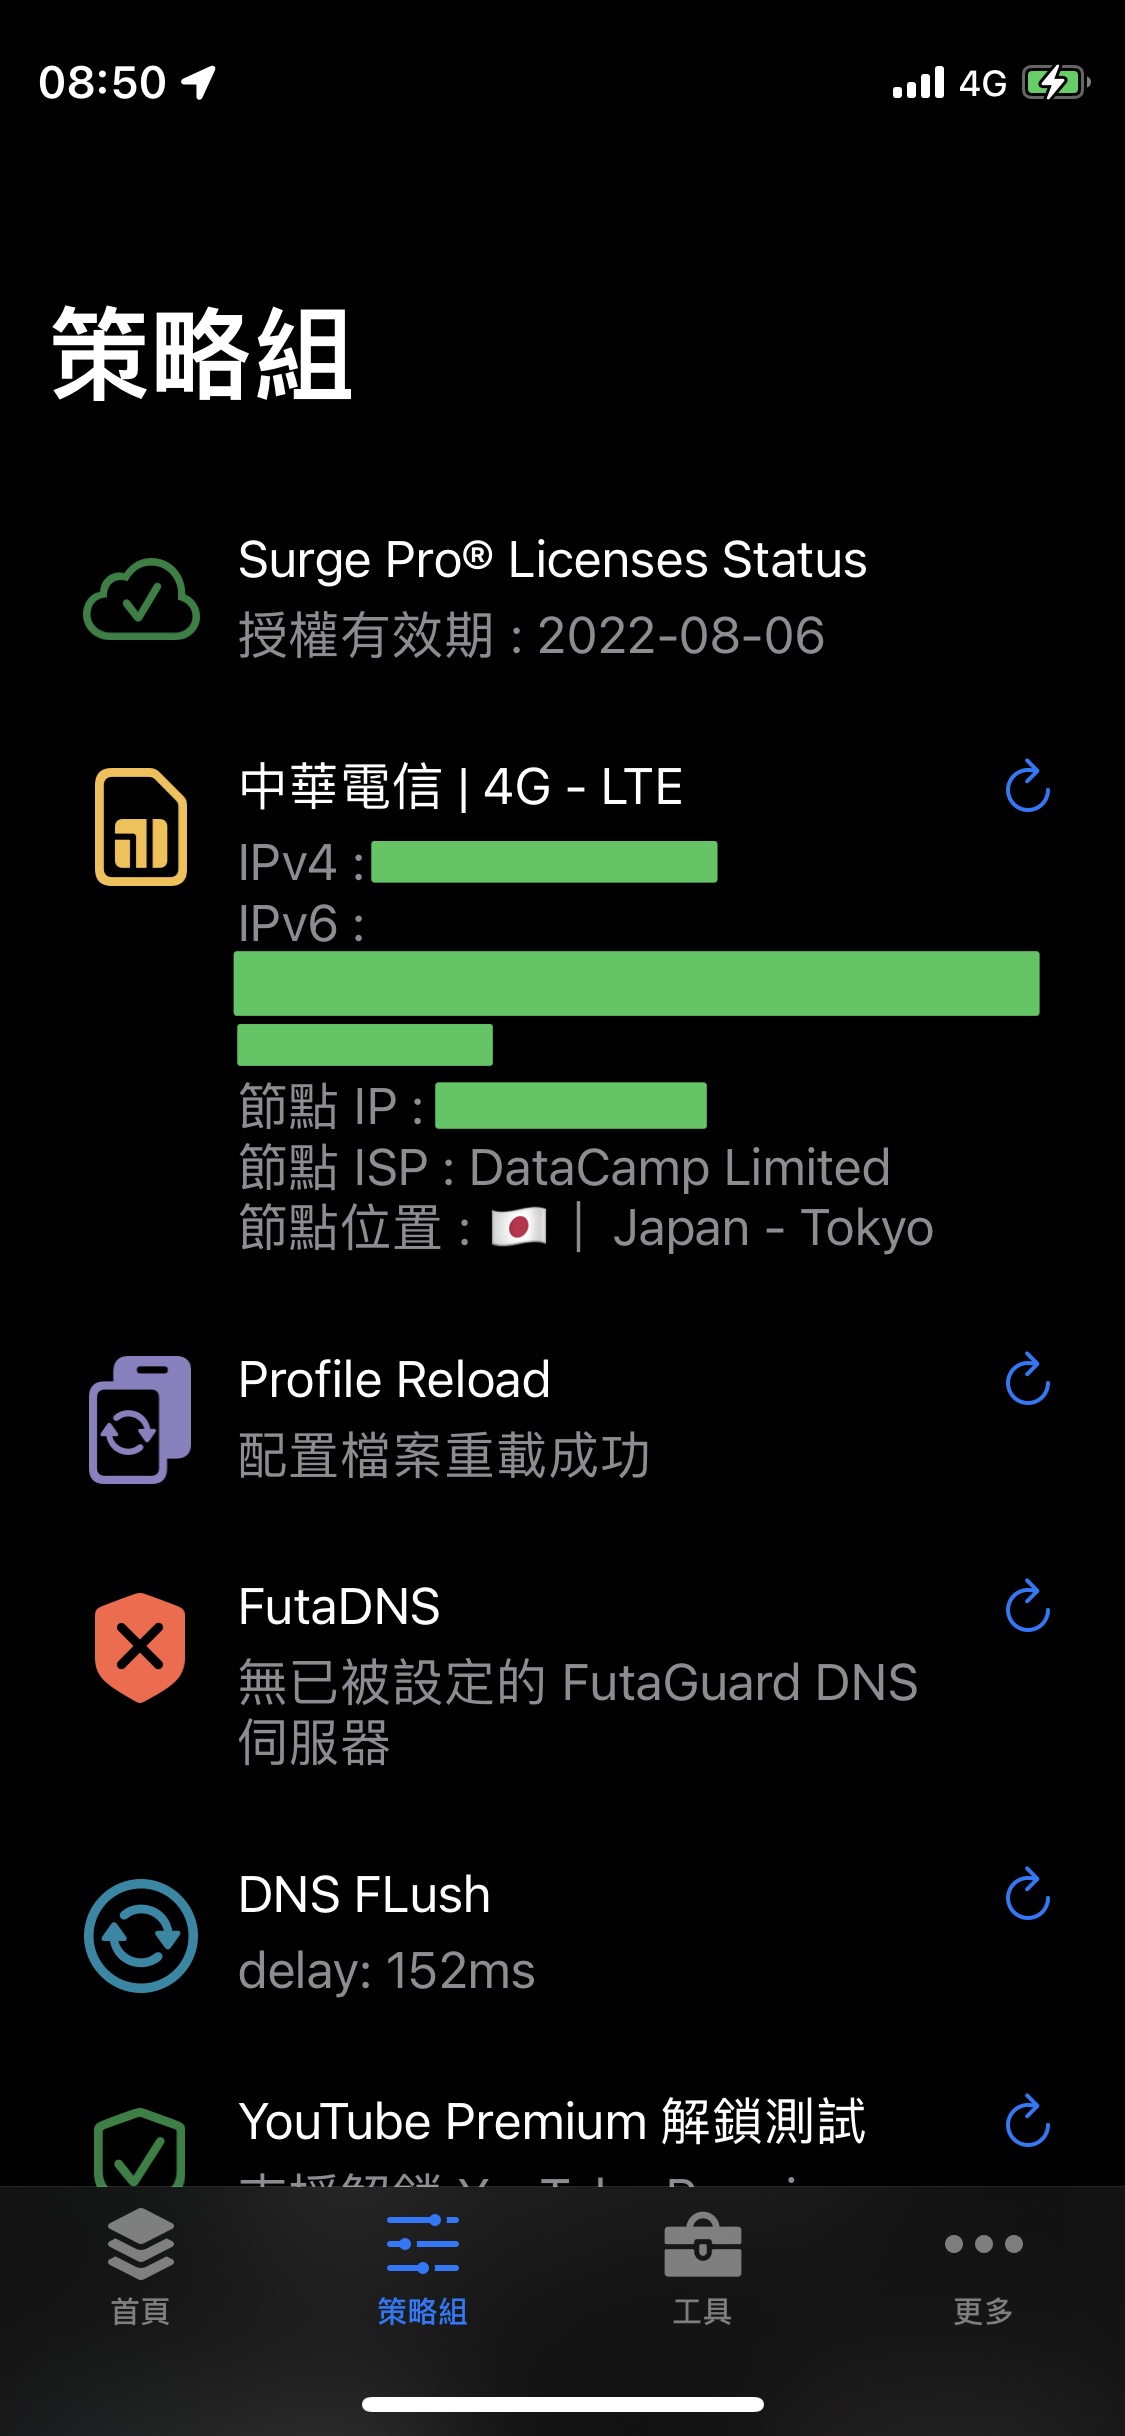 08:50
4G
策略組
Surge Pro® Licenses Status
授權有效期 : 2022-08-06
中華電信 | 4G - LTE
IPv4 :
IPv6 :
節點 IP :
節點 ISP : DataCamp Limited
節點位置 : 🇯🇵 │ Japan - Tokyo
Profile Reload
配置檔案重載成功
FutaDNS
無已被設定的 FutaGuard DNS
伺服器
DNS FLush
delay: 152ms
YouTube Premium 解鎖測試
首頁
策略組
工具
更多